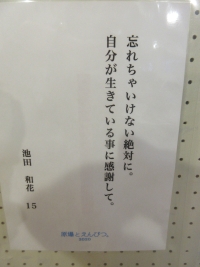 忘れちゃいけない絶対に。
自分が生きている事に感謝して。
池田 和花 15